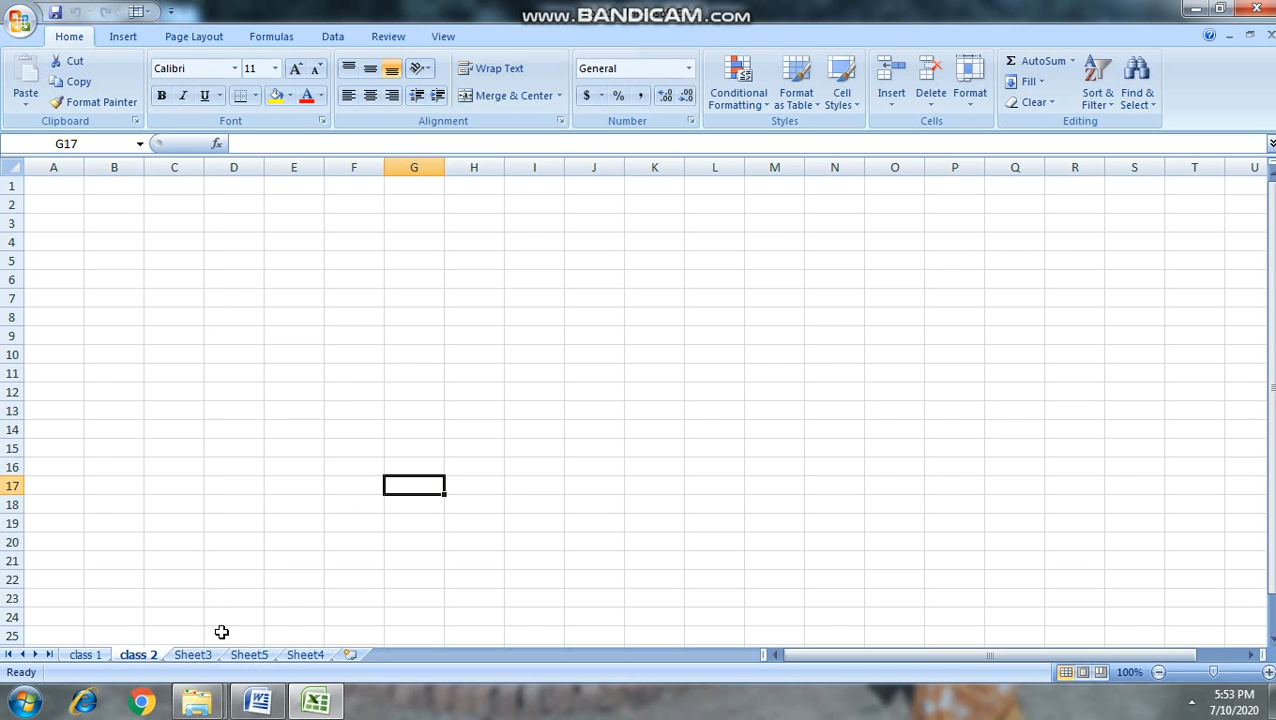 www.BANDICAM.com
Home Insert Page Layout Formulas Data Review View
Cut
Copy
Format Painter
Paste
Clipboard
Calibri 11
B I U
Font
Wrap Text
Merge & Center
Alignment
General
$ % ,
Number
Conditional Formatting
Format as Table
Cell Styles
Styles
Insert Delete Format
Cells
Σ AutoSum
Fill
Clear
Sort & Filter
Find & Select
Editing
G17 fx
A B C D E F G H I J K L M N O P Q R S T U
1
2
3
4
5
6
7
8
9
10
11
12
13
14
15
16
17
18
19
20
21
22
23
24
25
class 1 class 2 Sheet3 Sheet5 Sheet4
Ready 100%
5:53 PM
7/10/2020